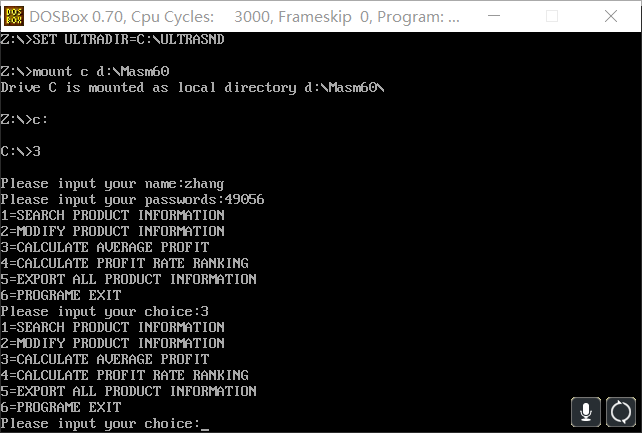 DOS BOX DOSBox 0.70, Cpu Cycles: 3000, Frameskip 0, Program: ...
Z:\>SET ULTRADIR=C:\ULTRASND
Z:\>mount c d:\Masm60
Drive C is mounted as local directory d:\Masm60\
Z:\>c:
C:\>3
Please input your name:zhang
Please input your passwords:49056
1=SEARCH PRODUCT INFORMATION
2=MODIFY PRODUCT INFORMATION
3=CALCULATE AVERAGE PROFIT
4=CALCULATE PROFIT RATE RANKING
5=EXPORT ALL PRODUCT INFORMATION
6=PROGRAME EXIT
Please input your choice:3
1=SEARCH PRODUCT INFORMATION
2=MODIFY PRODUCT INFORMATION
3=CALCULATE AVERAGE PROFIT
4=CALCULATE PROFIT RATE RANKING
5=EXPORT ALL PRODUCT INFORMATION
6=PROGRAME EXIT
Please input your choice:_